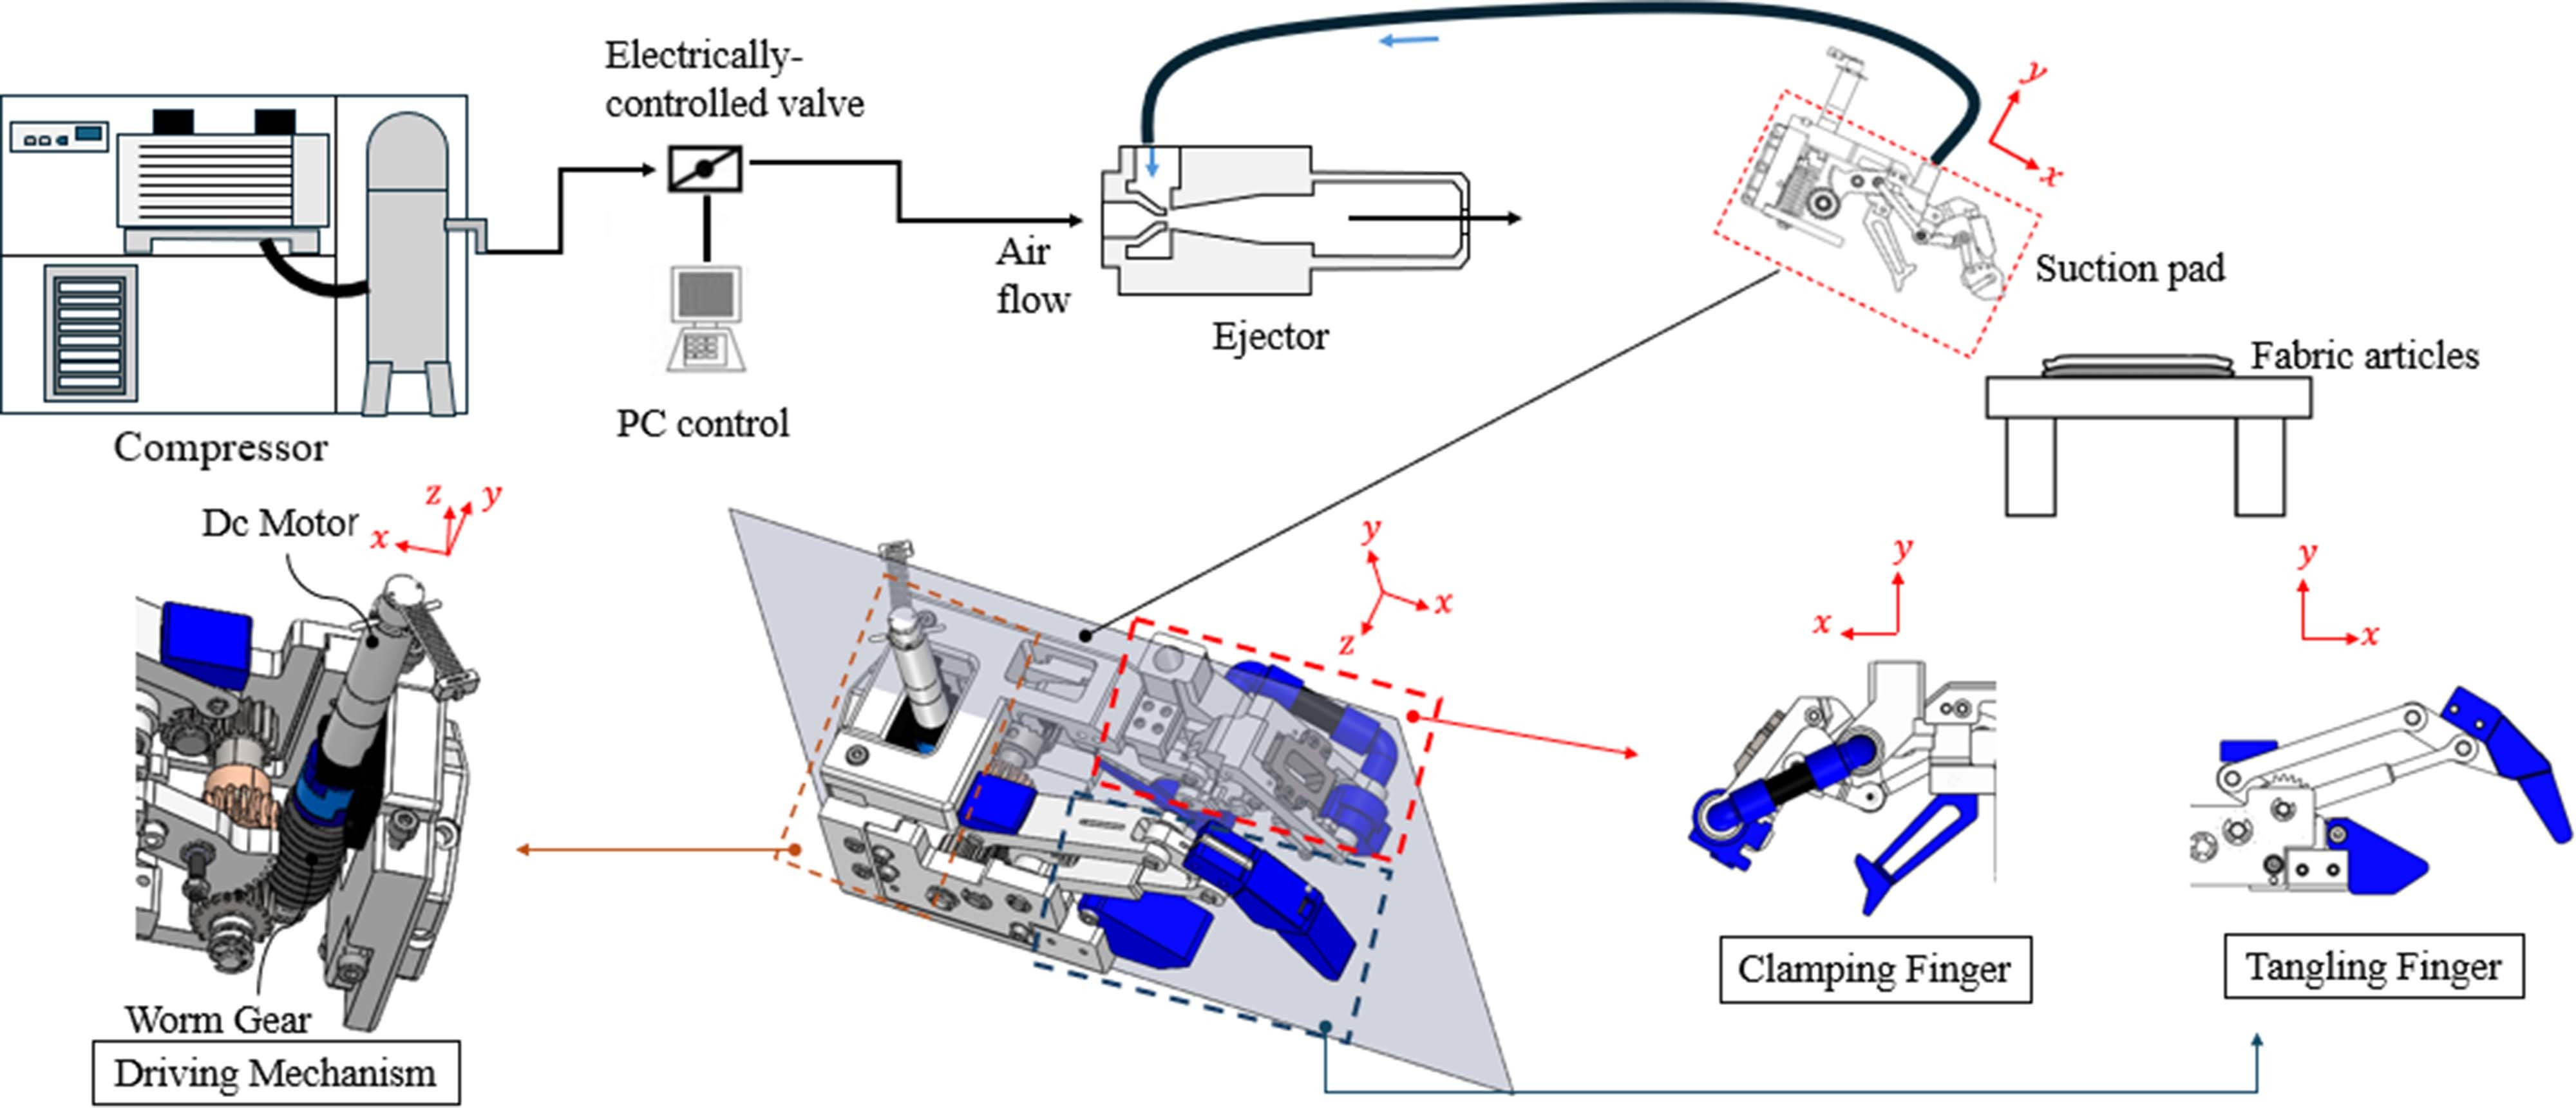 Electrically-
controlled valve
y
x
Air
flow
Suction pad
Ejector
Fabric articles
PC control
Compressor
z y
Dc Motor
x
y
x
z
y
x
y
x
Worm Gear
Driving Mechanism
Clamping Finger
Tangling Finger